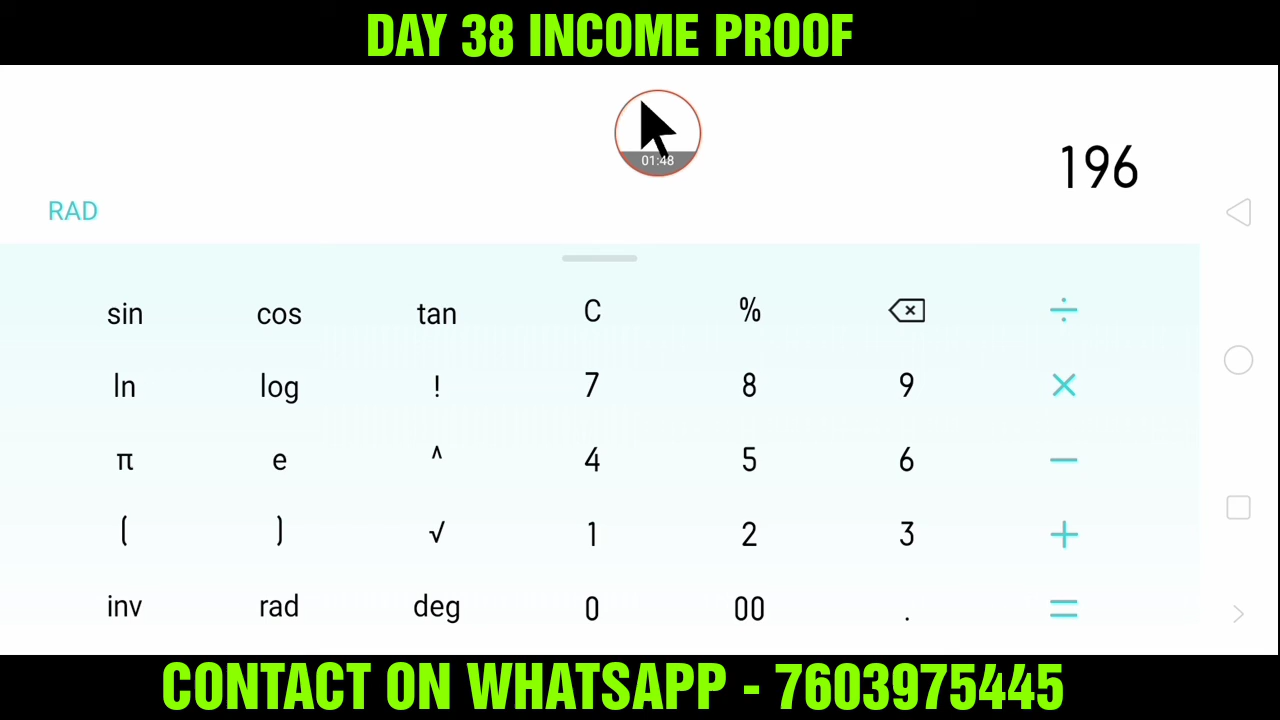 DAY 38 INCOME PROOF
01:48
196
RAD
sin cos tan C % ÷
ln log ! 7 8 9 ×
π e ^ 4 5 6 −
( ) √ 1 2 3 +
inv rad deg 0 00 . =
CONTACT ON WHATSAPP - 7603975445